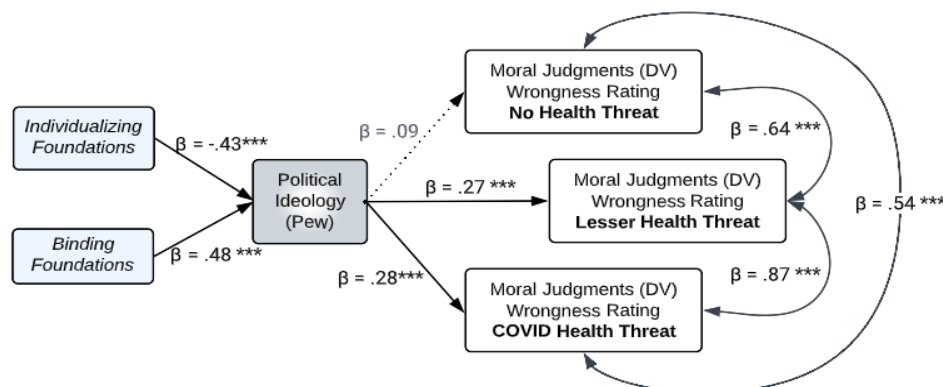 Individualizing
Foundations
Binding
Foundations
β = -.43***
β = .48 ***
Political
Ideology
(Pew)
β = .09
β = .27 ***
β = .28***
Moral Judgments (DV)
Wrongness Rating
No Health Threat
Moral Judgments (DV)
Wrongness Rating
Lesser Health Threat
Moral Judgments (DV)
Wrongness Rating
COVID Health Threat
β = .64 ***
β = .87 ***
β = .54 ***